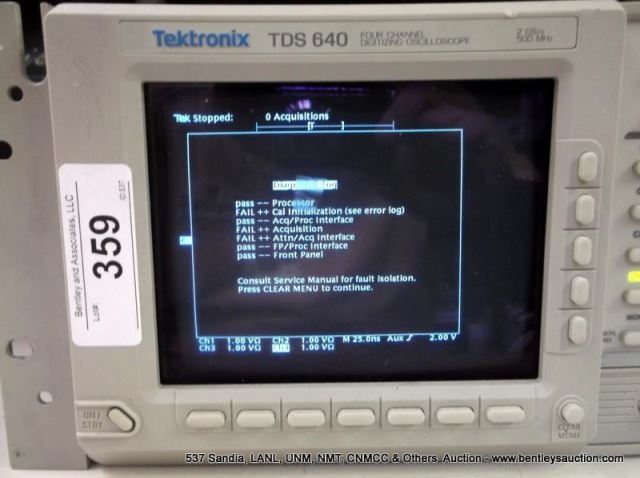 Tektronix TDS 640 FOUR CHANNEL DIGITIZING OSCILLOSCOPE 2 GS/s 500 MHz
Tek Stopped: 0 Acquisitions
pass -- Processor
FAIL ++ Cal Initialization (see error log)
pass -- Acq/Proc Interface
FAIL ++ Acquisition
FAIL ++ Attn/Acq Interface
pass -- FP/Proc Interface
pass -- Front Panel
Consult Service Manual for fault isolation.
Press CLEAR MENU to continue.
Ch1 1.00 VΩ Ch2 1.00 VΩ M 25.0ns Aux 2.00 V
Ch3 1.00 VΩ 1.00 VΩ
Bentley and Associates, LLC
Lot#: 359
ID:537
ON/
STBY
CLEAR
MENU
537 Sandia, LANL, UNM, NMT, CNMCC & Others Auction - www.bentleysauction.com